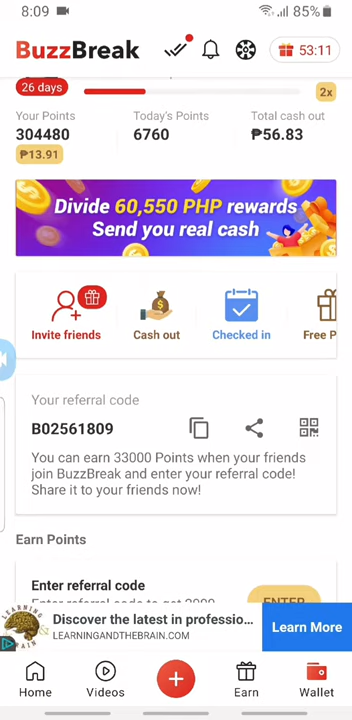 8:09
85%
BuzzBreak
53:11
26 days
2x
Your Points
Today's Points
Total cash out
304480
6760
₱56.83
₱13.91
Divide 60,550 PHP rewards
Send you real cash
Invite friends
Cash out
Checked in
Free P
Your referral code
B02561809
You can earn 33000 Points when your friends
join BuzzBreak and enter your referral code!
Share it to your friends now!
Earn Points
Enter referral code
ENTER
LEARNING
&
BRAIN
Discover the latest in professio...
LEARNINGANDTHEBRAIN.COM
Learn More
Home
Videos
Earn
Wallet